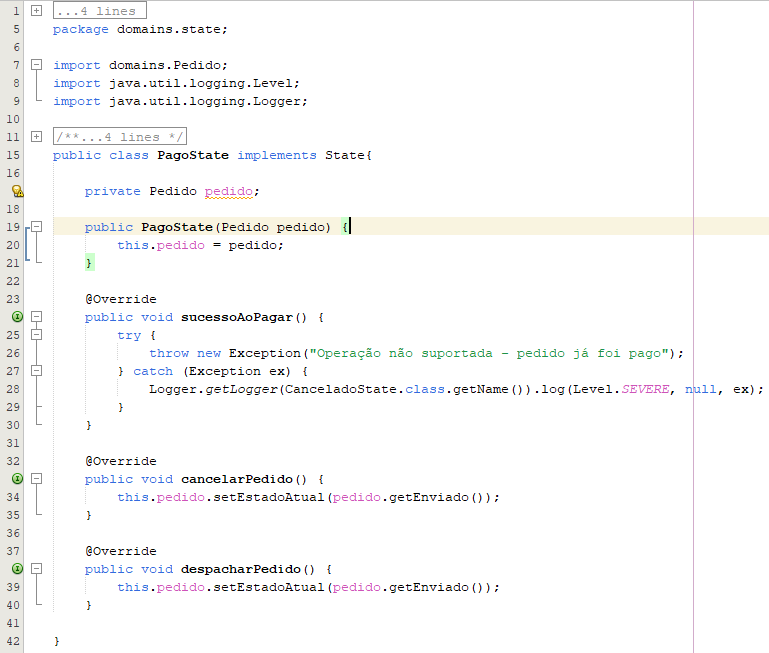 1 ...4 lines
5 package domains.state;
6
7 import domains.Pedido;
8 import java.util.logging.Level;
9 import java.util.logging.Logger;
10
11 /**...4 lines */
15 public class PagoState implements State{
16
private Pedido pedido;
18
19 public PagoState(Pedido pedido) {
20 this.pedido = pedido;
21 }
22
23 @Override
public void sucessoAoPagar() {
25 try {
26 throw new Exception("Operação não suportada - pedido já foi pago");
27 } catch (Exception ex) {
28 Logger.getLogger(CanceladoState.class.getName()).log(Level.SEVERE, null, ex);
29 }
30 }
31
32 @Override
public void cancelarPedido() {
34 this.pedido.setEstadoAtual(pedido.getEnviado());
35 }
36
37 @Override
public void despacharPedido() {
39 this.pedido.setEstadoAtual(pedido.getEnviado());
40 }
41
42 }